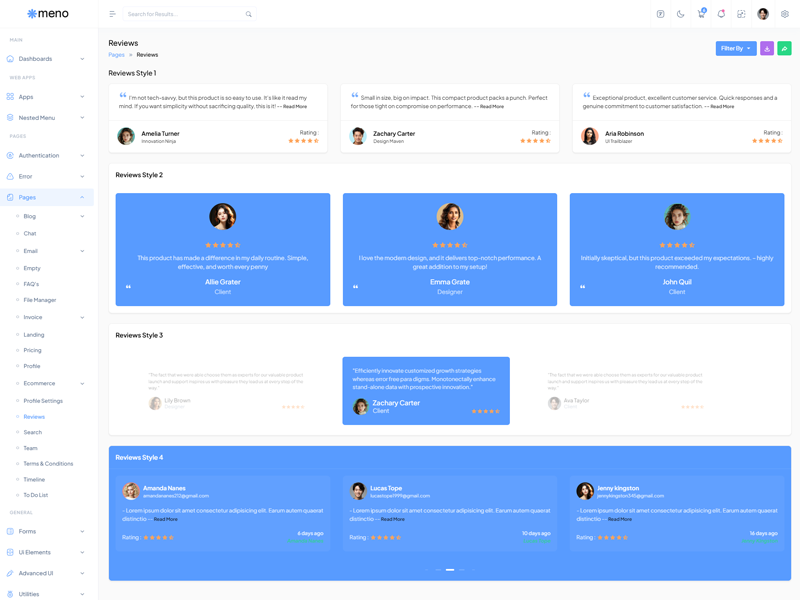 meno
Search for Results...
4
MAIN
Dashboards
WEB APPS
Apps
Nested Menu
PAGES
Authentication
Error
Pages
Blog
Chat
Email
Empty
FAQ's
File Manager
Invoice
Landing
Pricing
Profile
Ecommerce
Profile Settings
Reviews
Search
Team
Terms & Conditions
Timeline
To Do List
GENERAL
Forms
UI Elements
Advanced UI
Utilities
Reviews
Pages > Reviews
Filter By
Reviews Style 1
I'm not tech-savvy, but this product is so easy to use. It's like it read my
mind. If you want simplicity without sacrificing quality, this is it! -- Read More
Amelia Turner
Innovation Ninja
Rating :
Small in size, big on impact. This compact product packs a punch. Perfect
for those tight on compromise on performance. -- Read More
Zachary Carter
Design Maven
Rating :
Exceptional product, excellent customer service. Quick responses and a
genuine commitment to customer satisfaction. -- Read More
Aria Robinson
UI Trailblazer
Rating :
Reviews Style 2
This product has made a difference in my daily routine. Simple,
effective, and worth every penny
Allie Grater
Client
I love the modern design, and it delivers top-notch performance. A
great addition to my setup!
Emma Grate
Designer
Initially skeptical, but this product exceeded my expectations. - highly
recommended.
John Quil
Client
Reviews Style 3
"The fact that we were able choose them as experts for our valuable project
launch and support inspires us with pressure they lead us at every step of the
way."
Lily Brown
Designer
"Efficiently innovate customized growth strategies
whereas error free para digms. Monotonectally enhance
stand-alone data with prospective innovation."
Zachary Carter
Client
"The fact that we were able choose them as experts for our valuable project
launch and support inspires us with pressure they lead us at every step of the
way."
Ava Taylor
Client
Reviews Style 4
Amanda Nanes
amandananes213@gmail.com
- Lorem ipsum dolor sit amet consectetur adipisicing elit. Earum autem quaerat
distinctio -- Read More
Rating :
6 days ago
Lucas Tope
lucastope1999@gmail.com
- Lorem ipsum dolor sit amet consectetur adipisicing elit. Earum autem quaerat
distinctio -- Read More
Rating :
10 days ago
Jenny kingston
jennykingston345@gmail.com
- Lorem ipsum dolor sit amet consectetur adipisicing elit. Earum autem quaerat
distinctio -- Read More
Rating :
16 days ago